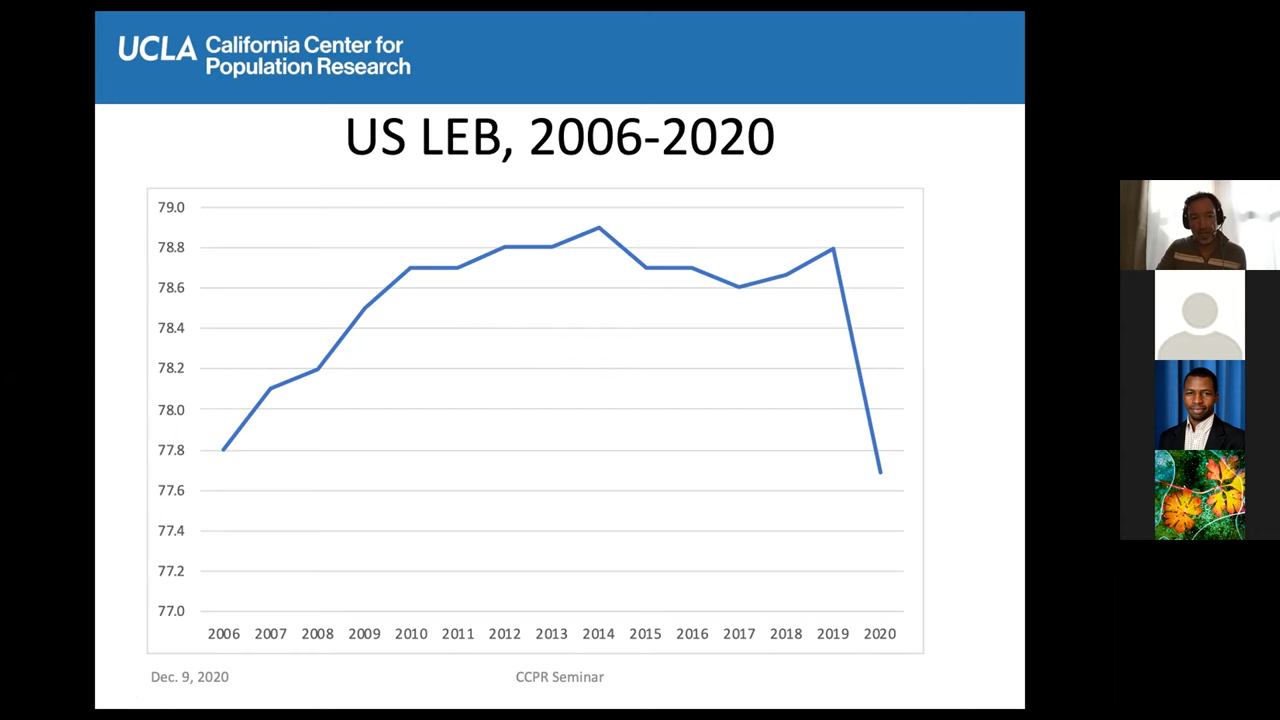 UCLA California Center for
Population Research
US LEB, 2006-2020
79.0
78.8
78.6
78.4
78.2
78.0
77.8
77.6
77.4
77.2
77.0
2006 2007 2008 2009 2010 2011 2012 2013 2014 2015 2016 2017 2018 2019 2020
Dec. 9, 2020 CCPR Seminar